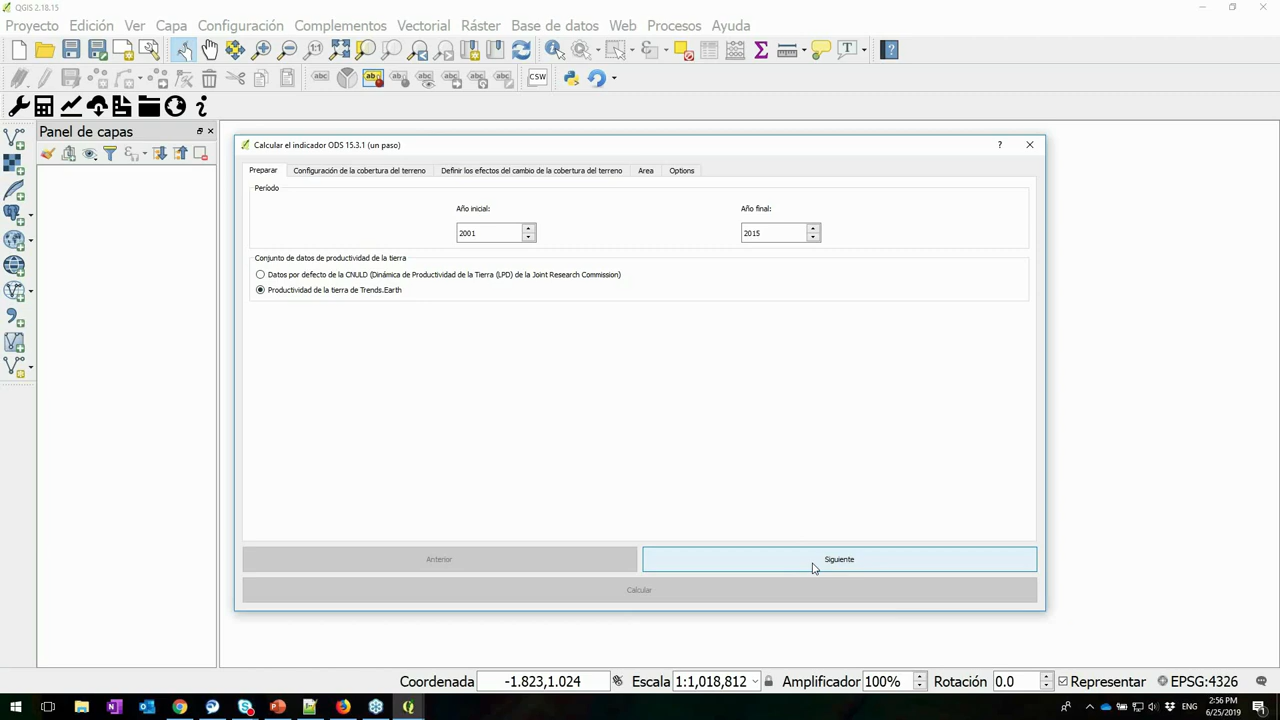 QGIS 2.18.15
Proyecto Edición Ver Capa Configuración Complementos Vectorial Ráster Base de datos Web Procesos Ayuda
CSW
Panel de capas
Calcular el indicador ODS 15.3.1 (un paso)
Preparar Configuración de la cobertura del terreno Definir los efectos del cambio de la cobertura del terreno Area Options
Período
Año inicial: Año final:
2001 2015
Conjunto de datos de productividad de la tierra
Datos por defecto de la CNULD (Dinámica de Productividad de la Tierra (LPD) de la Joint Research Commission)
Productividad de la tierra de Trends.Earth
Anterior Siguiente
Calcular
Coordenada -1.823,1.024 Escala 1:1,018,812 Amplificador 100% Rotación 0.0 Representar EPSG:4326
ENG 2:56 PM
6/25/2019